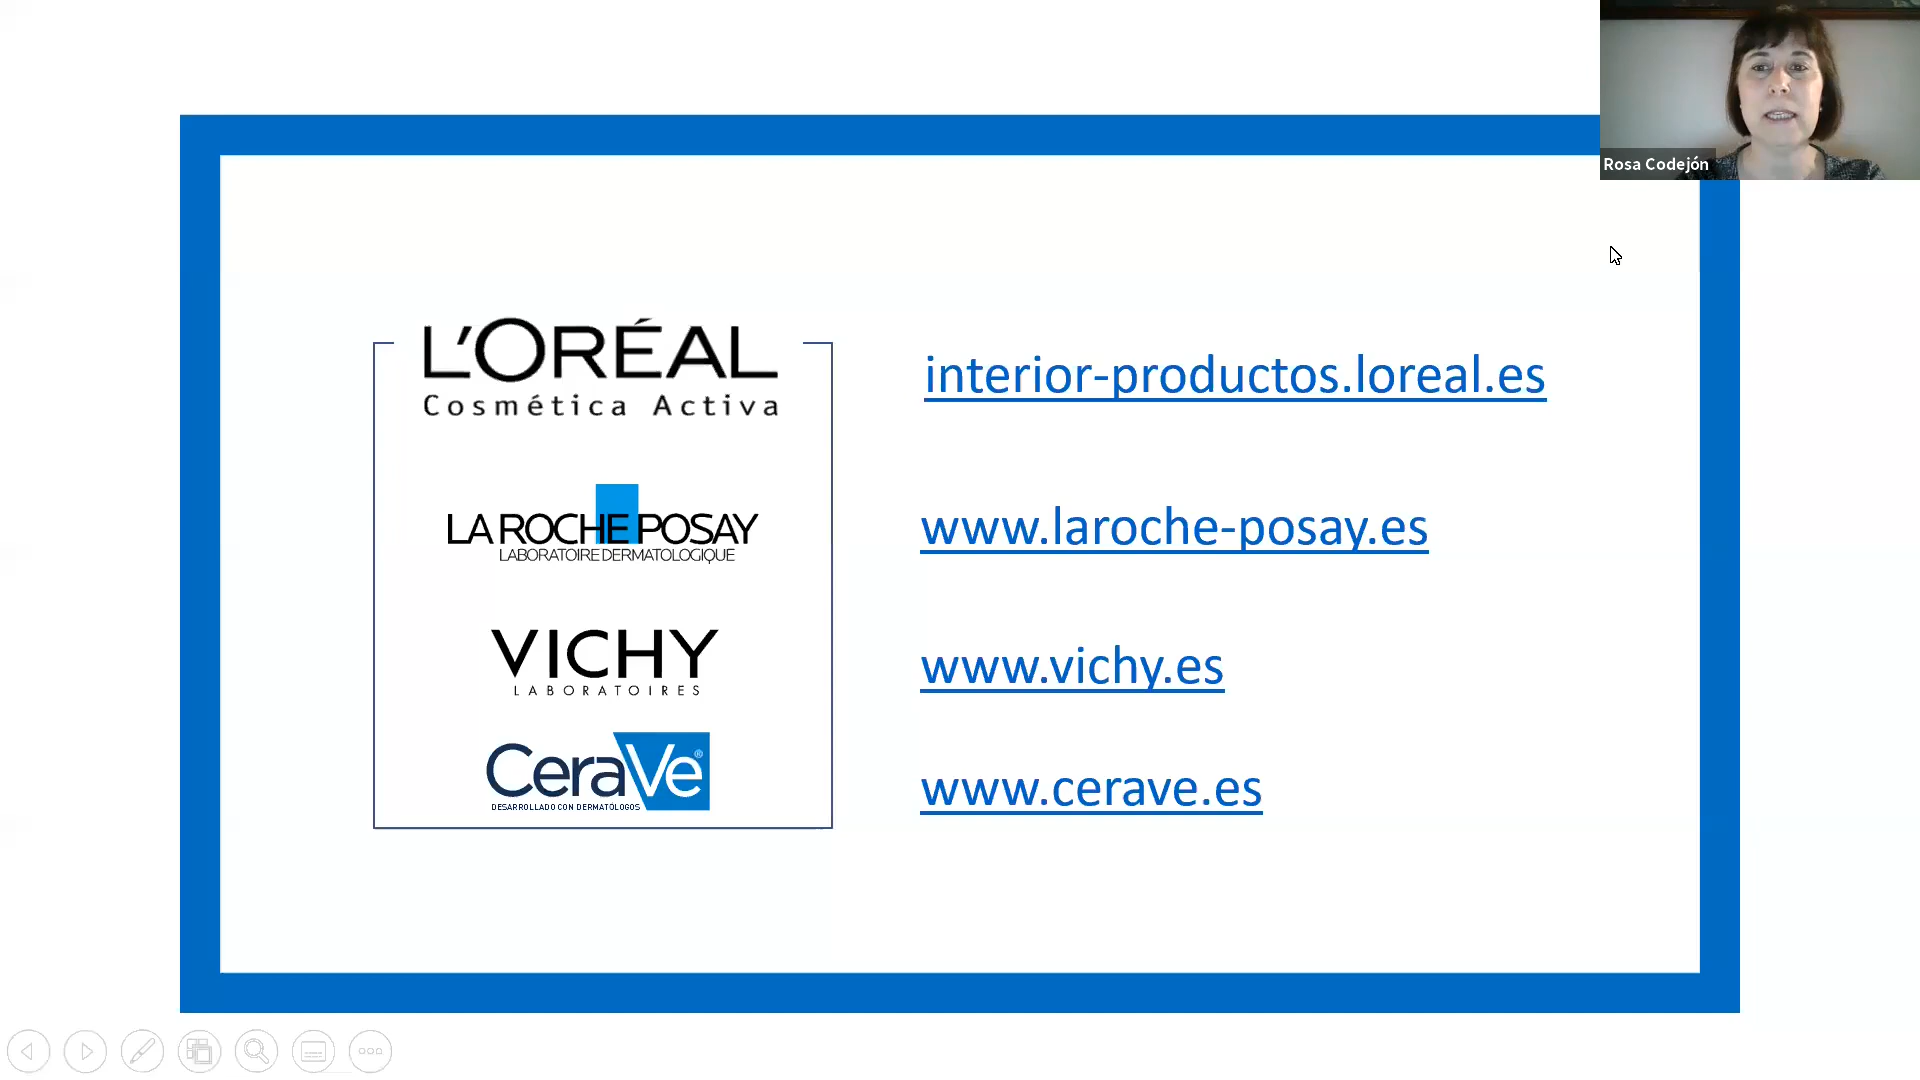 Rosa Codejón
L'ORÉAL
Cosmética Activa
interior-productos.loreal.es
LA ROCHE POSAY
LABORATOIRE DERMATOLOGIQUE
www.laroche-posay.es
VICHY
LABORATOIRES
www.vichy.es
CeraVe®
DESARROLLADO CON DERMATÓLOGOS
www.cerave.es